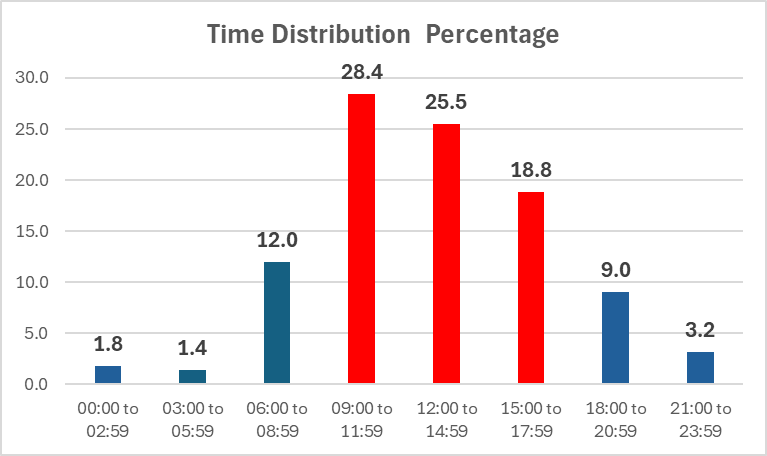 Time Distribution  Percentage
30.0
25.0
20.0
15.0
10.0
5.0
0.0
1.8
1.4
12.0
28.4
25.5
18.8
9.0
3.2
00:00 to
02:59
03:00 to
05:59
06:00 to
08:59
09:00 to
11:59
12:00 to
14:59
15:00 to
17:59
18:00 to
20:59
21:00 to
23:59